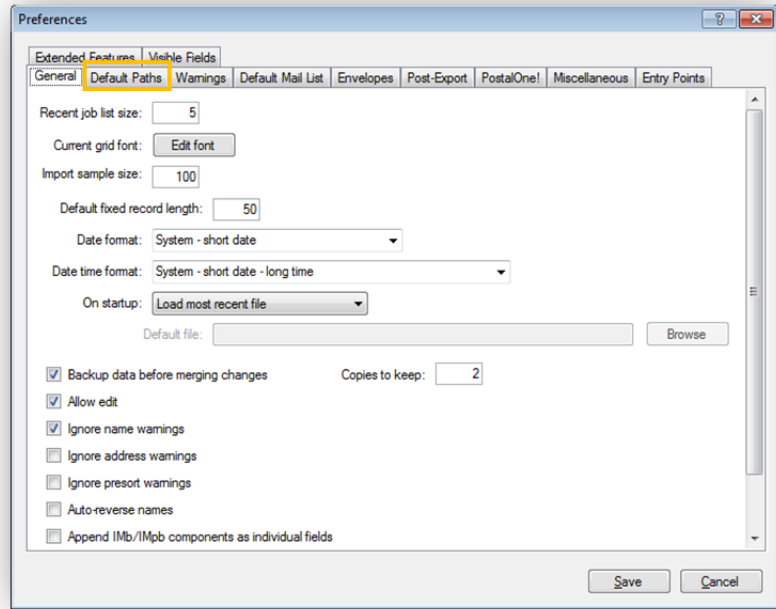 Preferences
Extended Features Visible Fields
General Default Paths Warnings Default Mail List Envelopes Post-Export PostalOne! Miscellaneous Entry Points
Recent job list size: 5
Current grid font: Edit font
Import sample size: 100
Default fixed record length: 50
Date format: System - short date
Date time format: System - short date - long time
On startup: Load most recent file
Default file: Browse
Backup data before merging changes Copies to keep: 2
Allow edit
Ignore name warnings
Ignore address warnings
Ignore presort warnings
Auto-reverse names
Append IMb/IMpb components as individual fields
Save Cancel